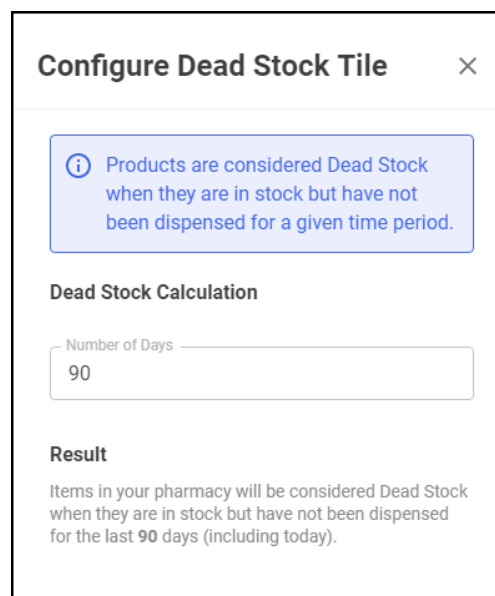 Configure Dead Stock Tile
Products are considered Dead Stock
when they are in stock but have not
been dispensed for a given time period.
Dead Stock Calculation
Number of Days
90
Result
Items in your pharmacy will be considered Dead Stock
when they are in stock but have not been dispensed
for the last 90 days (including today).